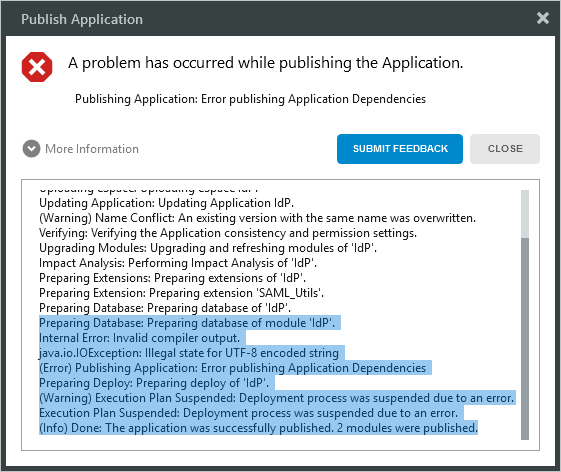 Publish Application
A problem has occurred while publishing the Application.
Publishing Application: Error publishing Application Dependencies
More Information
SUBMIT FEEDBACK
CLOSE
Uploading eSpace: Uploading eSpace 'IdP'.
Updating Application: Updating Application IdP.
(Warning) Name Conflict: An existing version with the same name was overwritten.
Verifying: Verifying the Application consistency and permission settings.
Upgrading Modules: Upgrading and refreshing modules of 'IdP'.
Impact Analysis: Performing Impact Analysis of 'IdP'.
Preparing Extensions: Preparing extensions of 'IdP'.
Preparing Extension: Preparing extension 'SAML_Utils'.
Preparing Database: Preparing database of 'IdP'.
Preparing Database: Preparing database of module 'IdP'.
Internal Error: Invalid compiler output.
java.io.IOException: Illegal state for UTF-8 encoded string
(Error) Publishing Application: Error publishing Application Dependencies
Preparing Deploy: Preparing deploy of 'IdP'.
(Warning) Execution Plan Suspended: Deployment process was suspended due to an error.
Execution Plan Suspended: Deployment process was suspended due to an error.
(Info) Done: The application was successfully published. 2 modules were published.